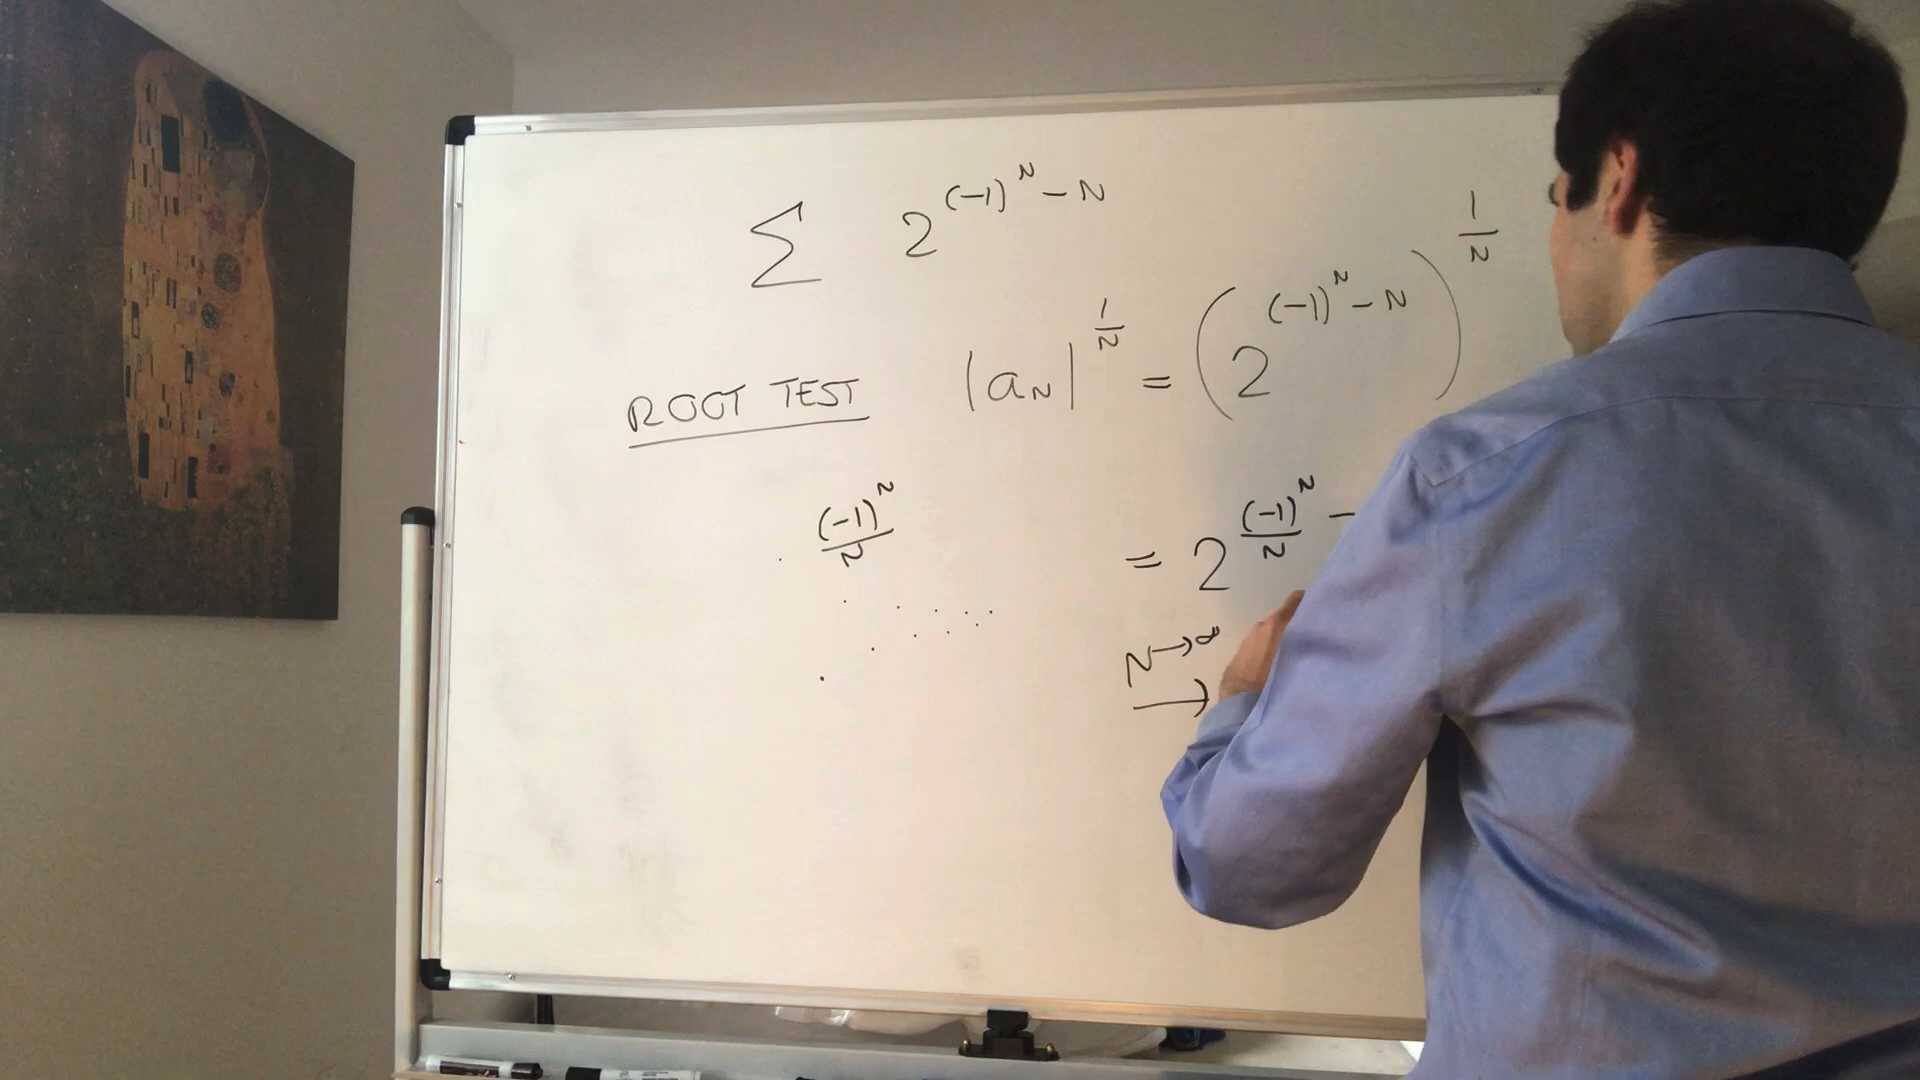 ∑ 2^((-1)^N - N)
ROOT TEST |a_N|^(1/N) = (2^((-1)^N - N))^(1/N)
(-1)^N/N = 2^((-1)^N/N -
N→∞
→